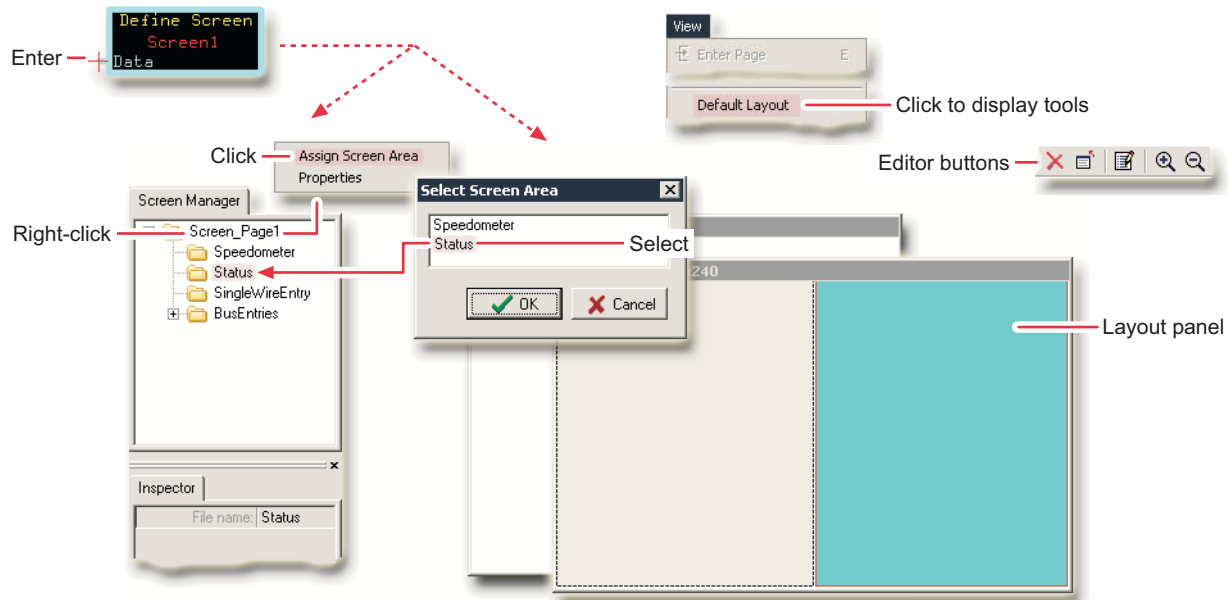 Define Screen
Screen1
Data
Enter
View
Enter Page E
Default Layout
Click to display tools
Editor buttons
Click
Assign Screen Area
Properties
Screen Manager
Right-click
Screen_Page1
Speedometer
Status
SingleWireEntry
BusEntries
Select Screen Area
Speedometer
Status
Select
OK
Cancel
240
Layout panel
Inspector
File name: Status